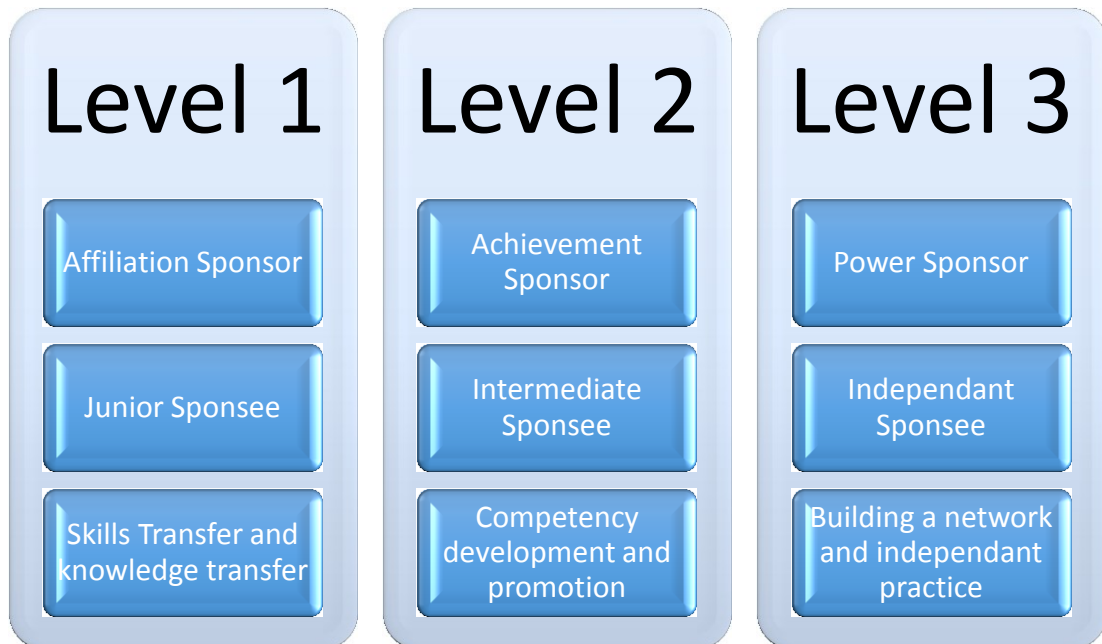 Level 1
Affiliation Sponsor
Junior Sponsee
Skills Transfer and
knowledge transfer
Level 2
Achievement
Sponsor
Intermediate
Sponsee
Competency
development and
promotion
Level 3
Power Sponsor
Independant
Sponsee
Building a network
and independant
practice